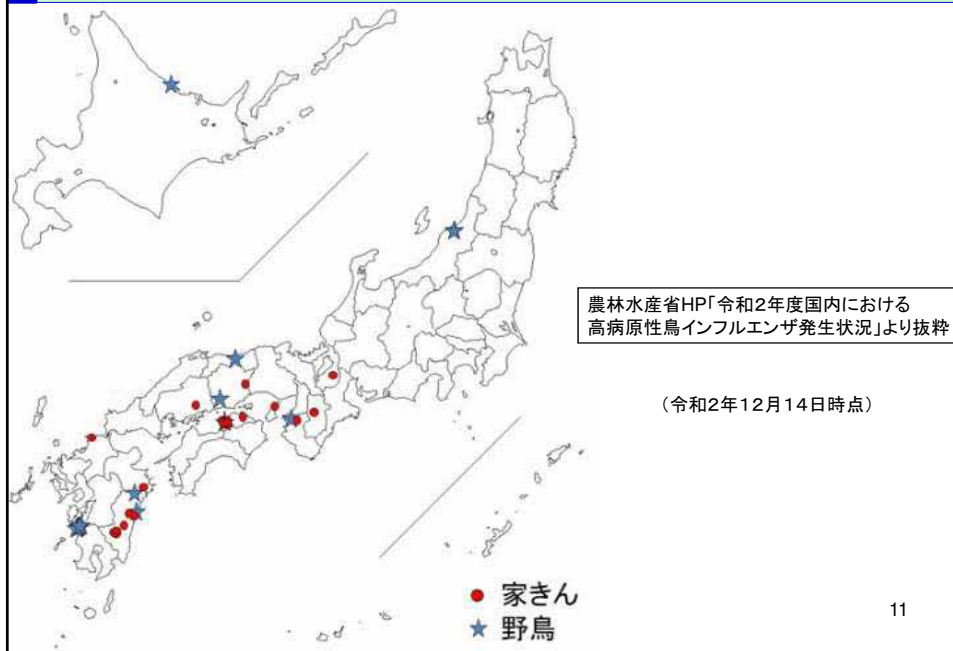 農林水産省HP「令和2年度国内における
高病原性鳥インフルエンザ発生状況」より抜粋
(令和2年12月14日時点)
家きん
野鳥
11